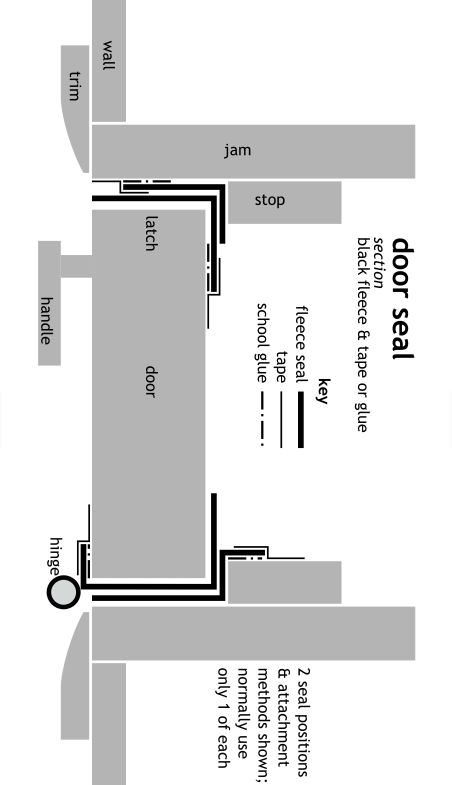 door seal
section
black fleece & tape or glue
key
fleece seal
tape
school glue
wall
trim
jam
stop
latch
handle
door
hinge
2 seal positions
& attachment
methods shown;
normally use
only 1 of each